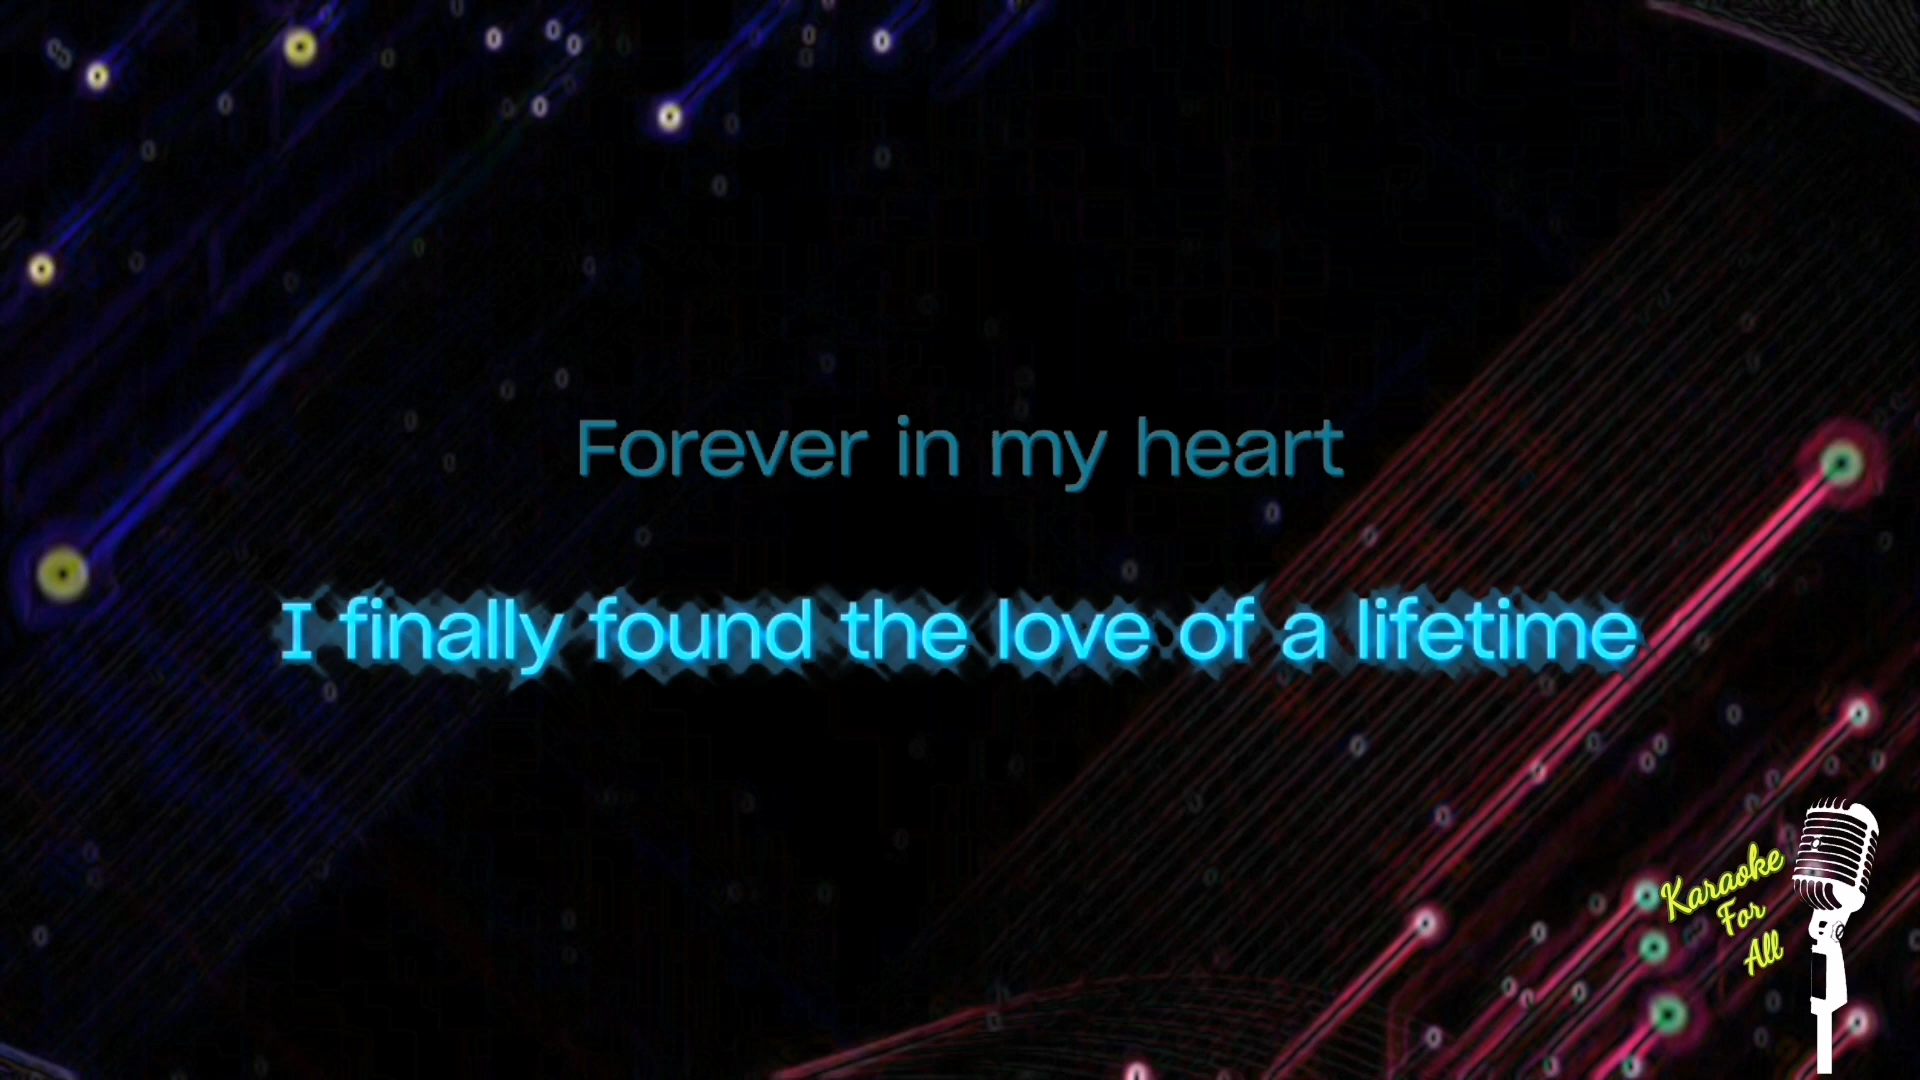 Forever in my heart
I finally found the love of a lifetime
Karaoke
For
All